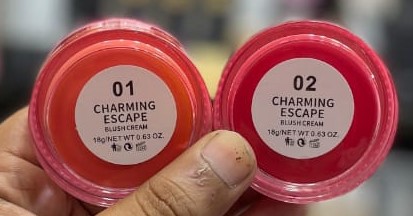 01
CHARMING
ESCAPE
BLUSH CREAM
18g/NET WT 0.63 OZ.
02
CHARMING
ESCAPE
BLUSH CREAM
18g/NET WT 0.63 OZ.